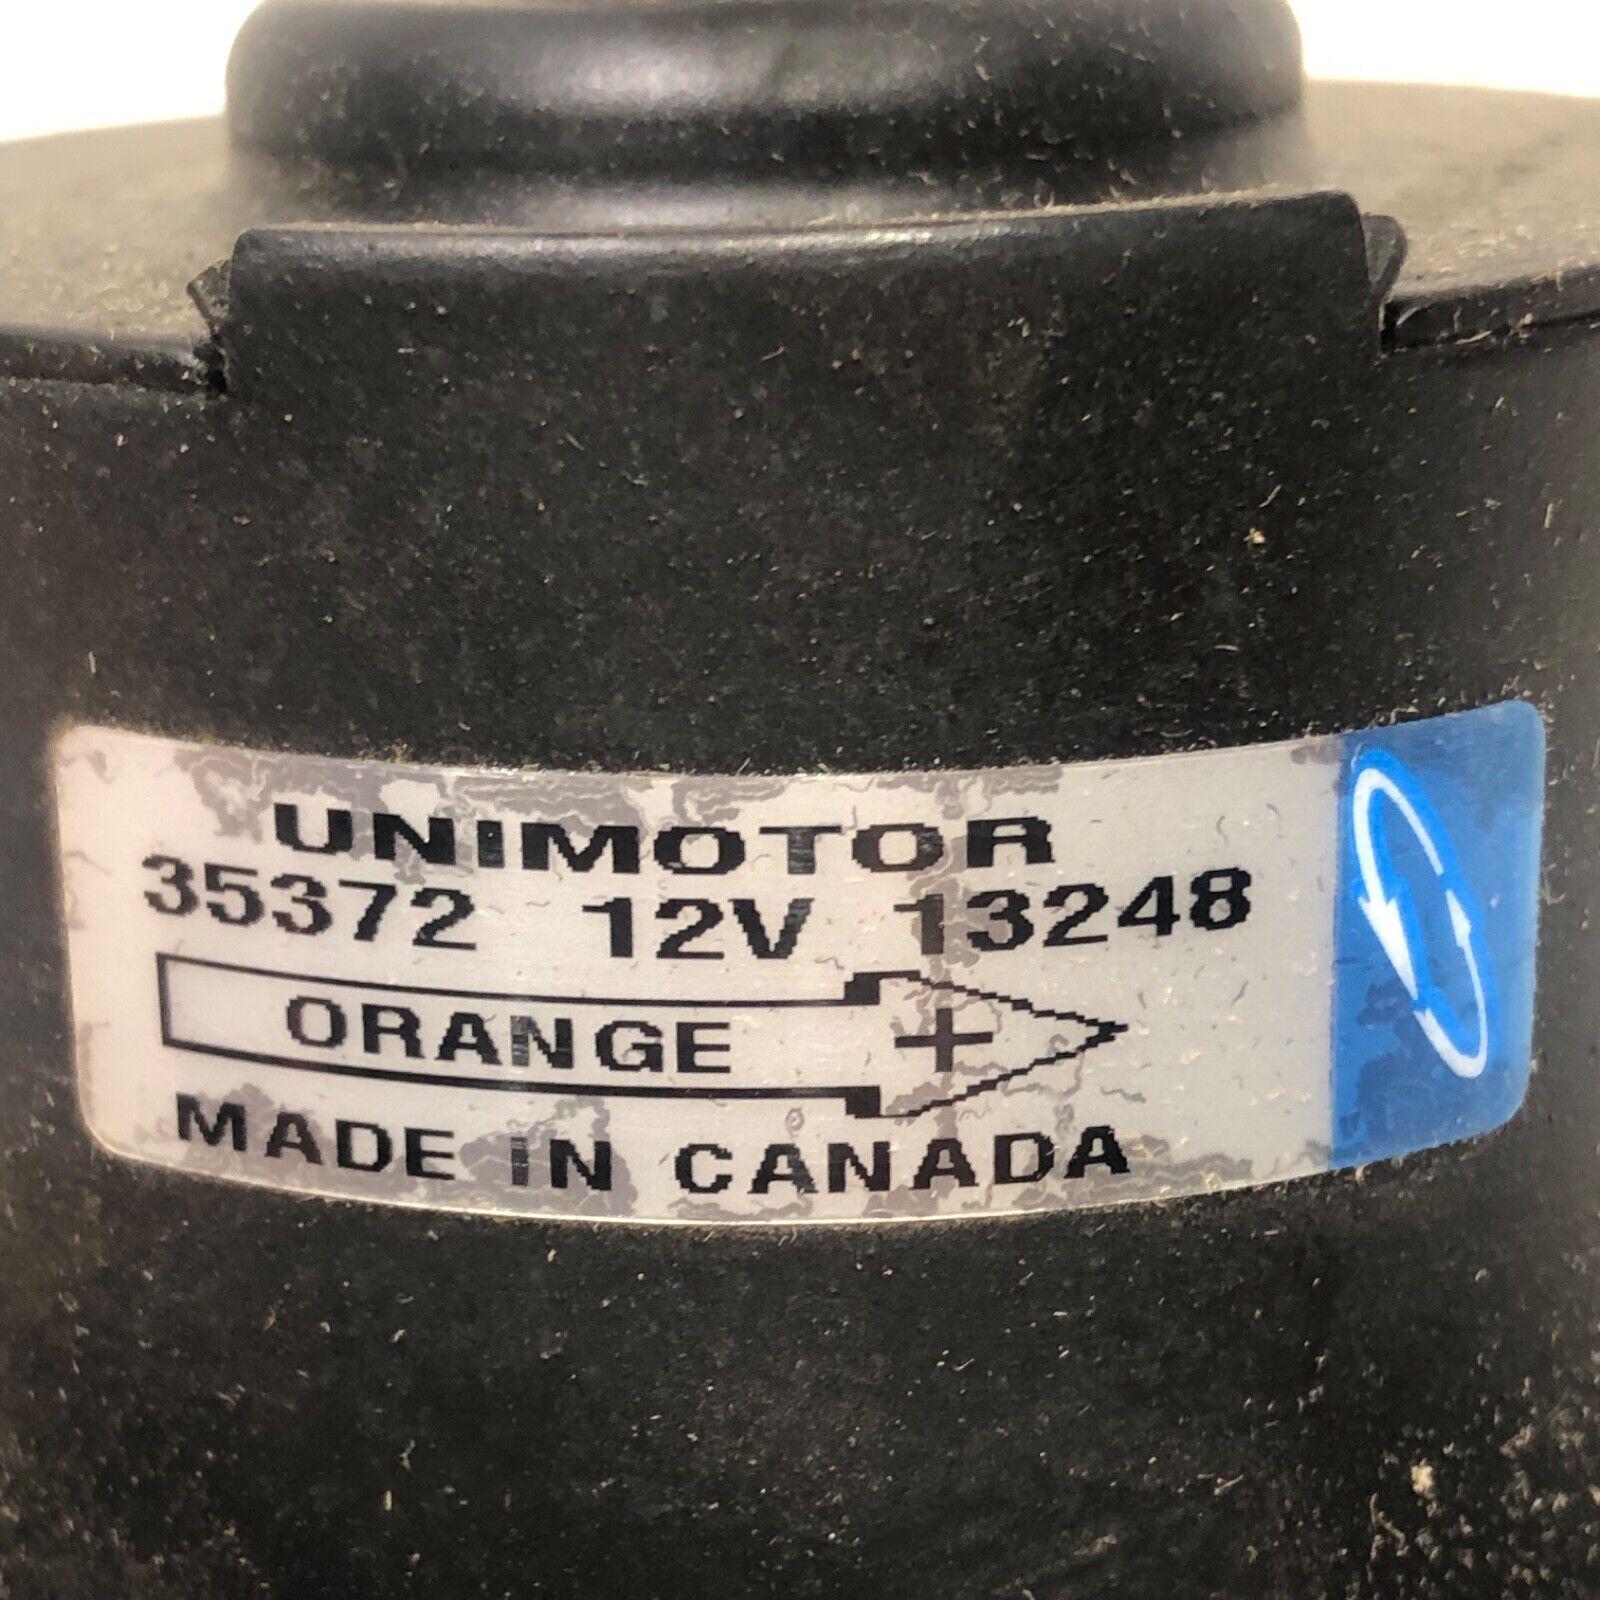 UNIMOTOR
35372 12V 13248
ORANGE +
MADE IN CANADA